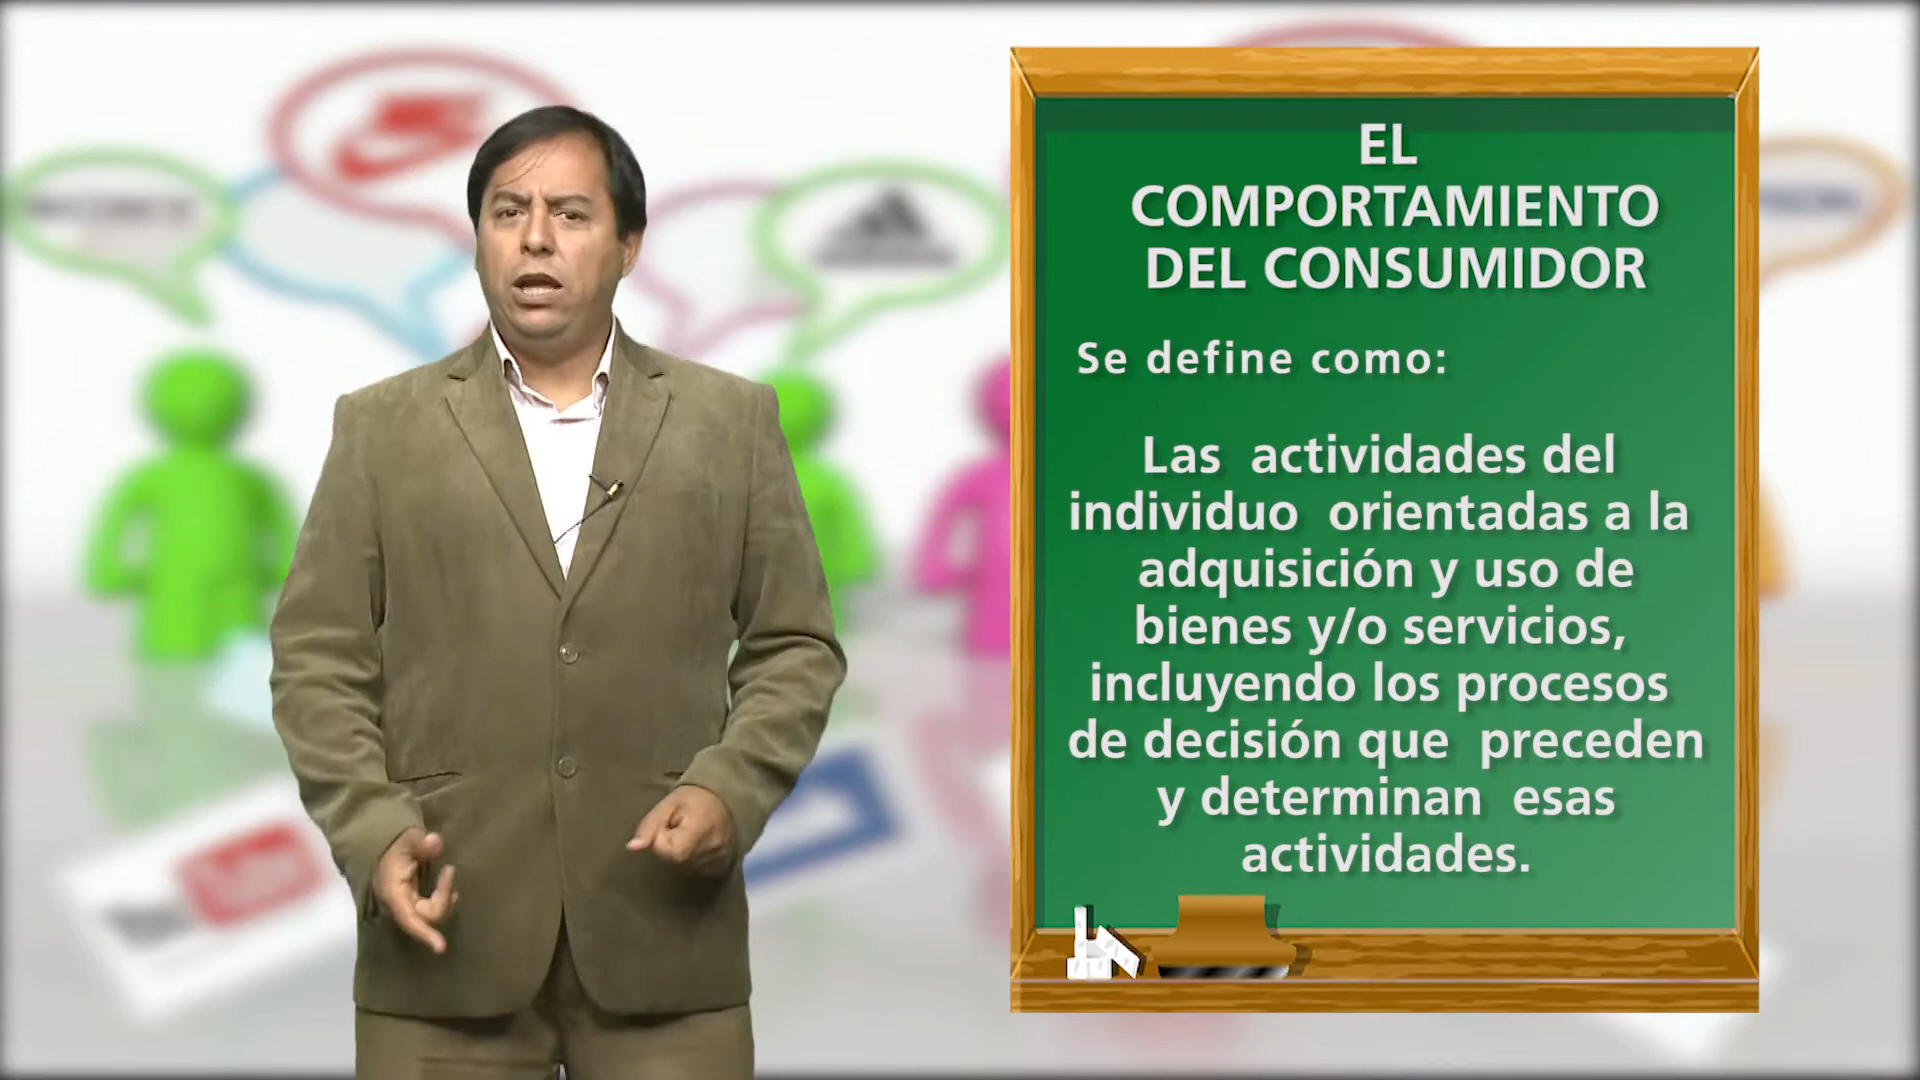 EL
COMPORTAMIENTO
DEL CONSUMIDOR
Se define como:
Las actividades del
individuo orientadas a la
adquisición y uso de
bienes y/o servicios,
incluyendo los procesos
de decisión que preceden
y determinan esas
actividades.